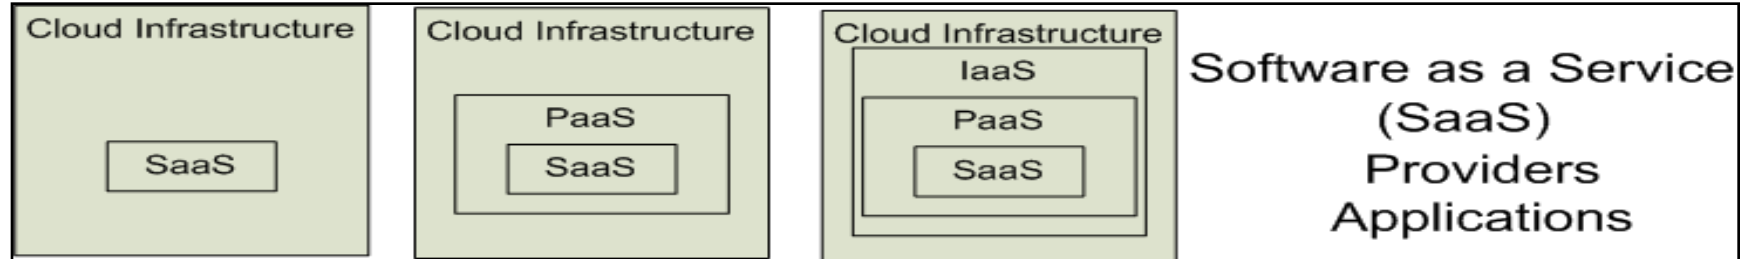 Cloud Infrastructure
SaaS
Cloud Infrastructure
PaaS
SaaS
Cloud Infrastructure
IaaS
PaaS
SaaS
Software as a Service
(SaaS)
Providers
Applications